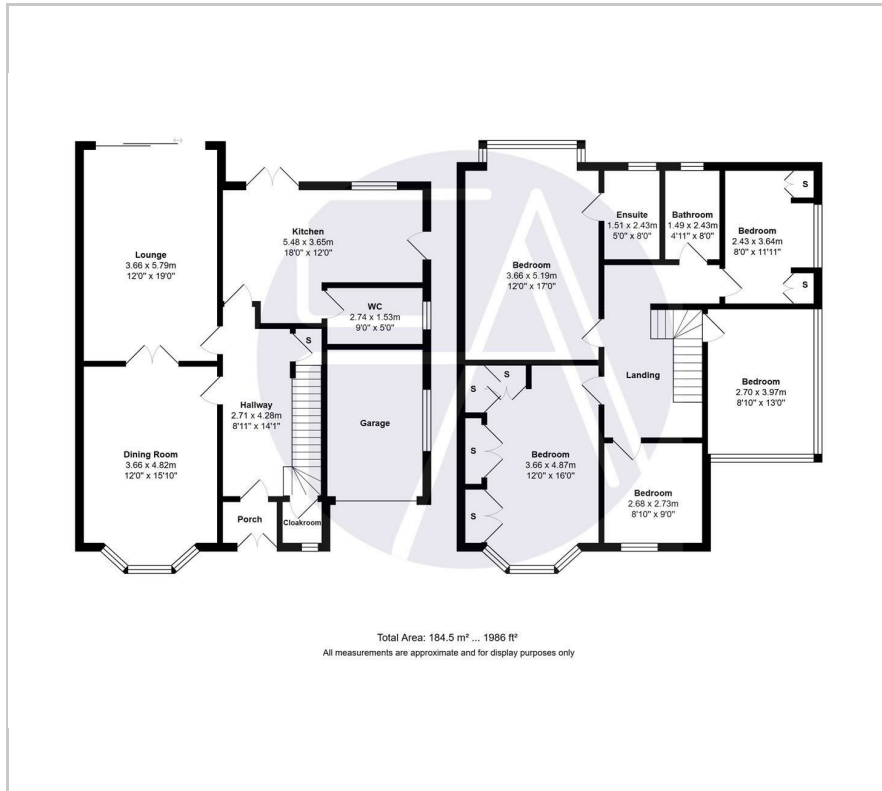 Lounge
3.66 x 5.79m
12'0" x 19'0"
Kitchen
5.48 x 3.65m
18'0" x 12'0"
WC
2.74 x 1.53m
9'0" x 5'0"
S
Hallway
2.71 x 4.28m
8'11" x 14'1"
Garage
Dining Room
3.66 x 4.82m
12'0" x 15'10"
Porch
Cloakroom
Bedroom
3.66 x 5.19m
12'0" x 17'0"
Ensuite
1.51 x 2.43m
5'0" x 8'0"
Bathroom
1.49 x 2.43m
4'11" x 8'0"
S
Bedroom
2.43 x 3.64m
8'0" x 11'11"
S
Landing
Bedroom
2.70 x 3.97m
8'10" x 13'0"
S
S
S
S
Bedroom
3.66 x 4.87m
12'0" x 16'0"
Bedroom
2.68 x 2.73m
8'10" x 9'0"
Total Area: 184.5 m² ... 1986 ft²
All measurements are approximate and for display purposes only